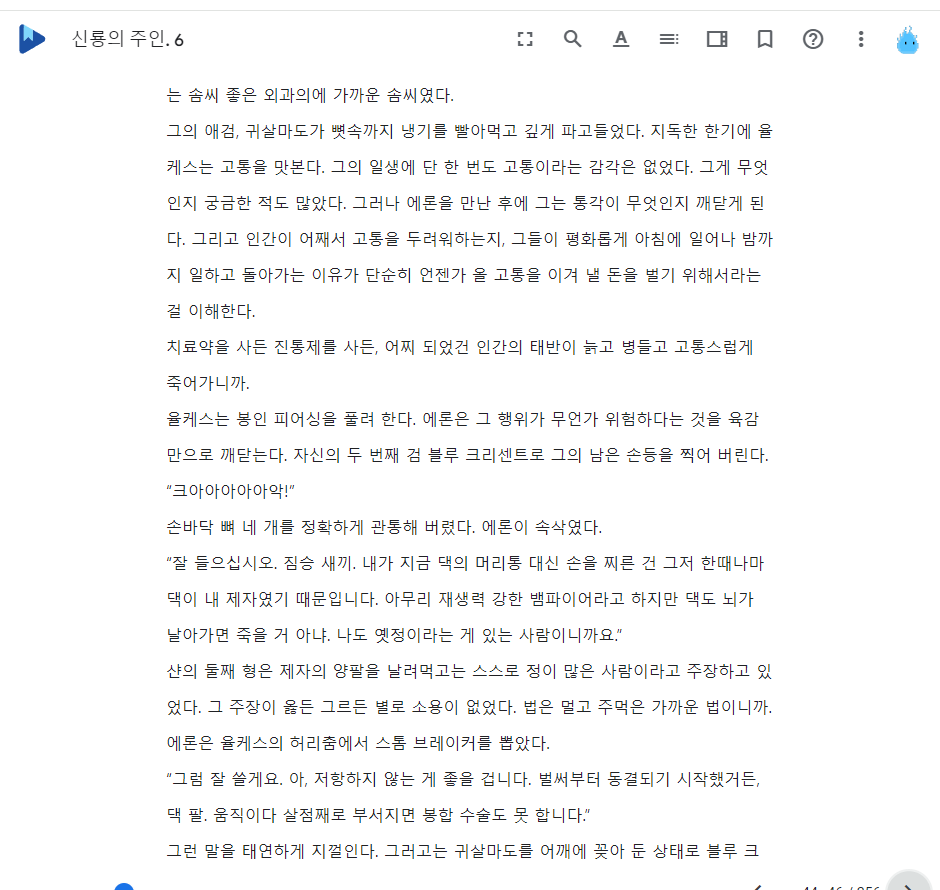 신룡의 주인. 6
는 솜씨 좋은 외과의에 가까운 솜씨였다.
그의 애검, 귀살마도가 뼛속까지 냉기를 빨아먹고 깊게 파고들었다. 지독한 한기에 율
케스는 고통을 맛본다. 그의 일생에 단 한 번도 고통이라는 감각은 없었다. 그게 무엇
인지 궁금한 적도 많았다. 그러나 에론을 만난 후에 그는 통각이 무엇인지 깨닫게 된
다. 그리고 인간이 어째서 고통을 두려워하는지, 그들이 평화롭게 아침에 일어나 밤까
지 일하고 돌아가는 이유가 단순히 언젠가 올 고통을 이겨 낼 돈을 벌기 위해서라는
걸 이해한다.
치료약을 사든 진통제를 사든, 어찌 되었건 인간의 태반이 늙고 병들고 고통스럽게
죽어가니까.
율케스는 봉인 피어싱을 풀려 한다. 에론은 그 행위가 무언가 위험하다는 것을 육감
만으로 깨닫는다. 자신의 두 번째 검 블루 크리센트로 그의 남은 손등을 찍어 버린다.
“크아아아아아악!”
손바닥 뼈 네 개를 정확하게 관통해 버렸다. 에론이 속삭였다.
“잘 들으십시오. 짐승 새끼. 내가 지금 댁의 머리통 대신 손을 찌른 건 그저 한때나마
댁이 내 제자였기 때문입니다. 아무리 재생력 강한 뱀파이어라고 하지만 댁도 뇌가
날아가면 죽을 거 아냐. 나도 옛정이라는 게 있는 사람이니까요.”
샨의 둘째 형은 제자의 양팔을 날려먹고는 스스로 정이 많은 사람이라고 주장하고 있
었다. 그 주장이 옳든 그르든 별로 소용이 없었다. 법은 멀고 주먹은 가까운 법이니까.
에론은 율케스의 허리춤에서 스톰 브레이커를 뽑았다.
“그럼 잘 쓸게요. 아, 저항하지 않는 게 좋을 겁니다. 벌써부터 동결되기 시작했거든,
댁 팔. 움직이다 살점째로 부서지면 봉합 수술도 못 합니다.”
그런 말을 태연하게 지껄인다. 그러고는 귀살마도를 어깨에 꽂아 둔 상태로 블루 크